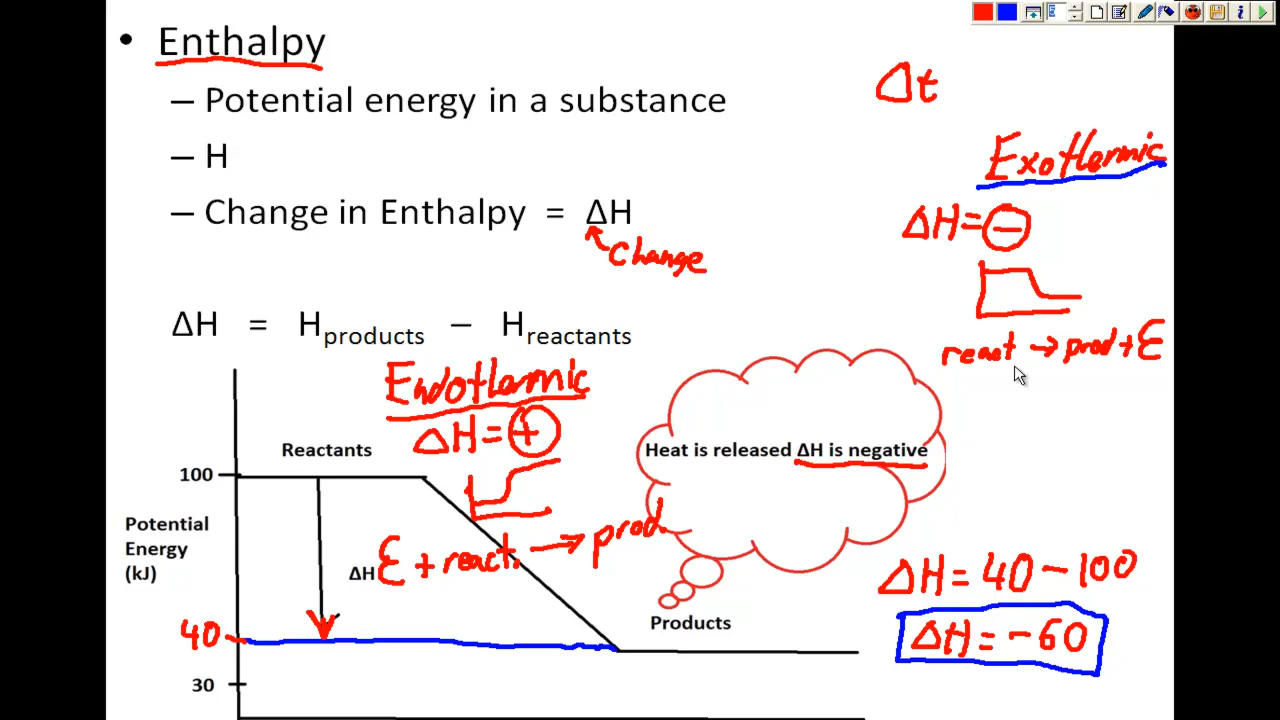 • Enthalpy
– Potential energy in a substance
Δt
– H
Exothermic
– Change in Enthalpy = ΔH
ΔH = −
Change
ΔH = Hproducts – Hreactants
react → prod + E
Endothermic
ΔH = +
Reactants
Heat is released ΔH is negative
100
Potential
Energy
(kJ)
ΔH
E + react. → prod.
ΔH = 40 − 100
Products
40
ΔH = −60
30